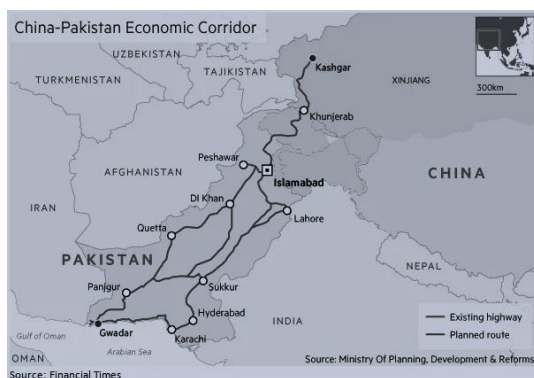 China-Pakistan Economic Corridor
UZBEKISTAN
TURKMENISTAN
TAJIKISTAN
Kashgar
XINJIANG
300km
Khunjerab
Peshawar
AFGHANISTAN
Islamabad
CHINA
IRAN
DI Khan
Lahore
Quetta
PAKISTAN
NEPAL
Panjgur
Sukkur
Existing highway
Hyderabad
INDIA
Planned route
Gulf of Oman
Gwadar
Karachi
Arabian Sea
OMAN
Source: Ministry Of Planning, Development & Reforms
Source: Financial Times